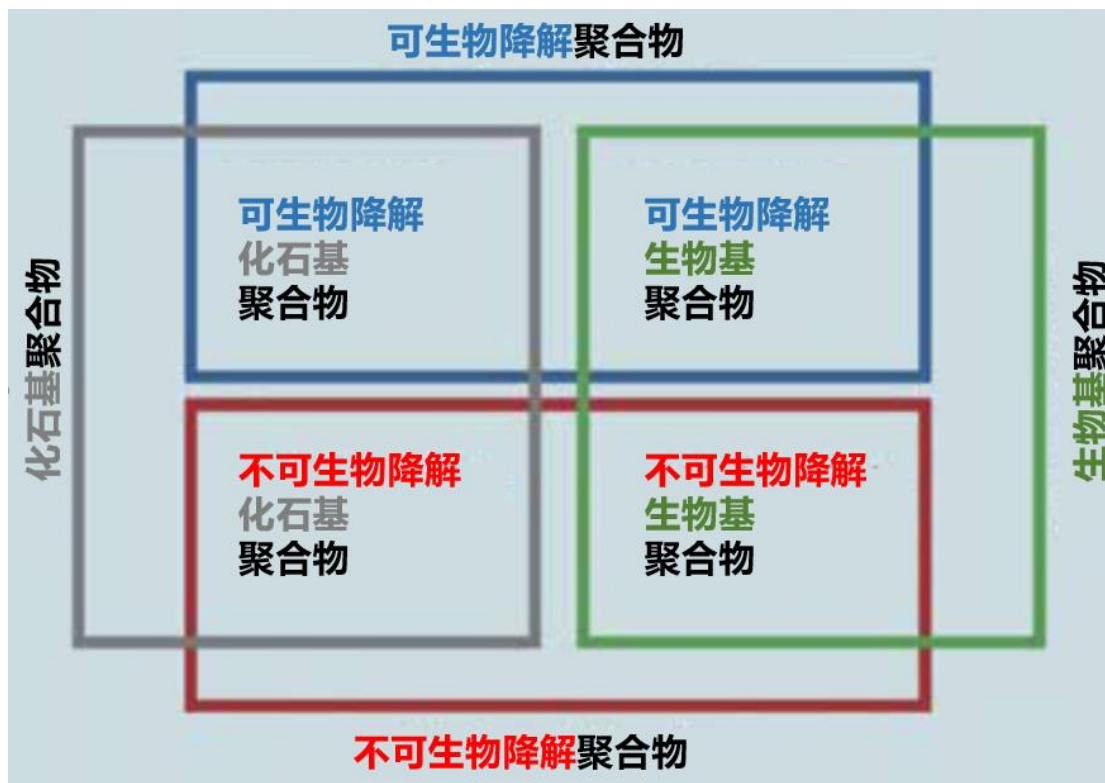 可生物降解聚合物
可生物降解
化石基
聚合物
可生物降解
生物基
聚合物
化石基聚合物
生物基聚合物
不可生物降解
化石基
聚合物
不可生物降解
生物基
聚合物
不可生物降解聚合物